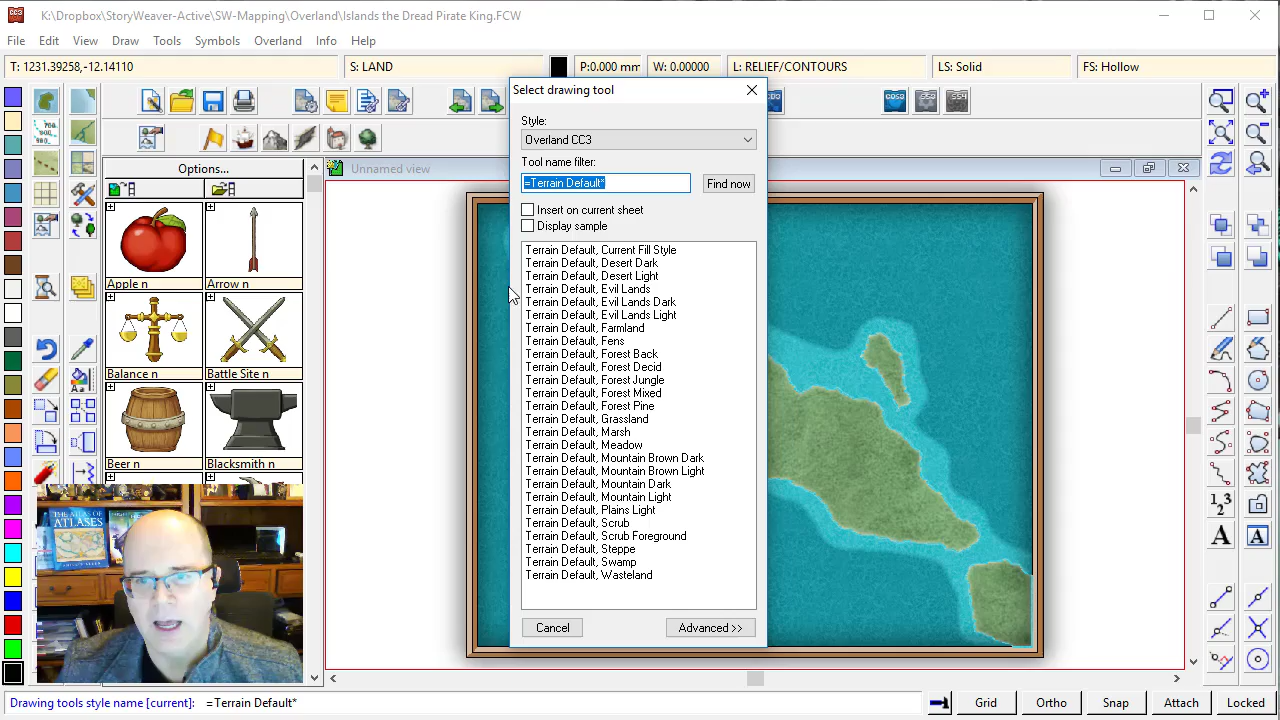 K:\Dropbox\StoryWeaver-Active\SW-Mapping\Overland\Islands the Dread Pirate King.FCW
File Edit View Draw Tools Symbols Overland Info Help
T: 1231.39258,-12.14110 S: LAND P:0.000 mm W: 0.00000 L: RELIEF/CONTOURS LS: Solid FS: Hollow
Options...
Unnamed view
Apple n Arrow n
Balance n Battle Site n
Beer n Blacksmith n
Select drawing tool
Style:
Overland CC3
Tool name filter:
=Terrain Default*
Find now
Insert on current sheet
Display sample
Terrain Default, Current Fill Style
Terrain Default, Desert Dark
Terrain Default, Desert Light
Terrain Default, Evil Lands
Terrain Default, Evil Lands Dark
Terrain Default, Evil Lands Light
Terrain Default, Farmland
Terrain Default, Fens
Terrain Default, Forest Back
Terrain Default, Forest Decid
Terrain Default, Forest Jungle
Terrain Default, Forest Mixed
Terrain Default, Forest Pine
Terrain Default, Grassland
Terrain Default, Marsh
Terrain Default, Meadow
Terrain Default, Mountain Brown Dark
Terrain Default, Mountain Brown Light
Terrain Default, Mountain Dark
Terrain Default, Mountain Light
Terrain Default, Plains Light
Terrain Default, Scrub
Terrain Default, Scrub Foreground
Terrain Default, Steppe
Terrain Default, Swamp
Terrain Default, Wasteland
Cancel Advanced >>
1,2
3
A A
THE ATLAS OF
ATLASES
Drawing tools style name [current]: =Terrain Default*
Grid Ortho Snap Attach Locked